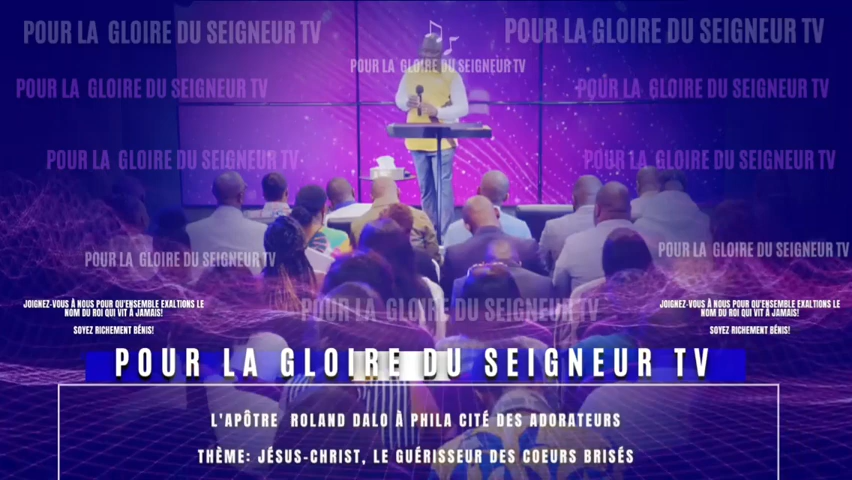 POUR LA GLOIRE DU SEIGNEUR TV
POUR LA GLOIRE DU SEIGNEUR TV
POUR LA GLOIRE DU SEIGNEUR TV
POUR LA GLOIRE DU SEIGNEUR TV
POUR LA GLOIRE DU SEIGNEUR TV
POUR LA GLOIRE DU SEIGNEUR TV
POUR LA GLOIRE DU SEIGNEUR TV
POUR LA GLOIRE DU SEIGNEUR TV
POUR LA GLOIRE DU SEIGNEUR TV
POUR LA GLOIRE DU SEIGNEUR TV
JOIGNEZ-VOUS À NOUS POUR QU'ENSEMBLE EXALTIONS LE
NOM DU ROI QUI VIT À JAMAIS!
SOYEZ RICHEMENT BÉNIS!
JOIGNEZ-VOUS À NOUS POUR QU'ENSEMBLE EXALTIONS LE
NOM DU ROI QUI VIT À JAMAIS!
SOYEZ RICHEMENT BÉNIS!
POUR LA GLOIRE DU SEIGNEUR TV
L'APÔTRE ROLAND DALO À PHILA CITÉ DES ADORATEURS
THÈME: JÉSUS-CHRIST, LE GUÉRISSEUR DES COEURS BRISÉS